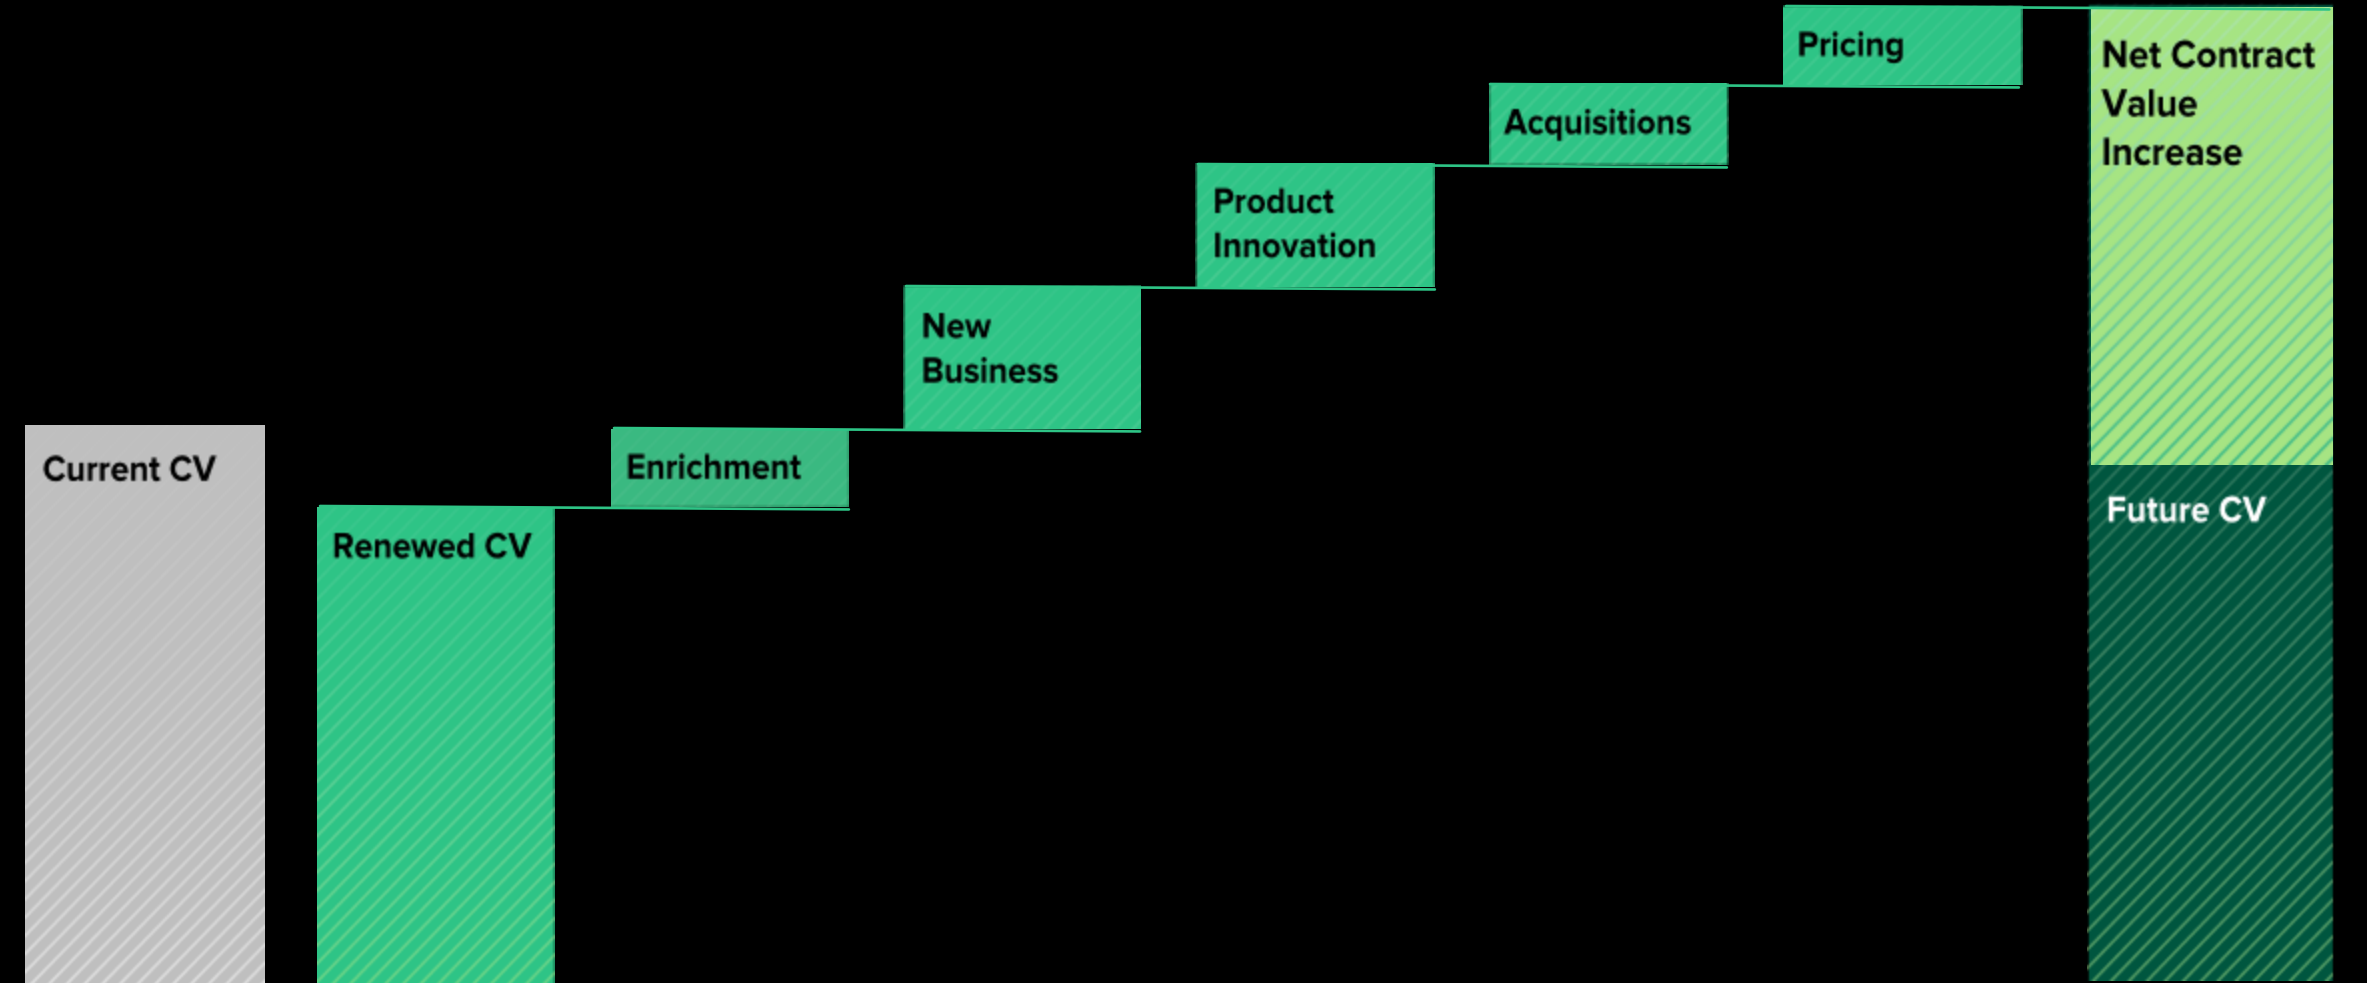 Current CV
Renewed CV
Enrichment
New
Business
Product
Innovation
Acquisitions
Pricing
Net Contract
Value
Increase
Future CV